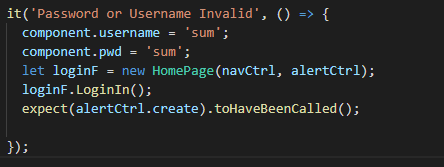 it('Password or Username Invalid', () => {
component.username = 'sum';
component.pwd = 'sum';
let loginF = new HomePage(navCtrl, alertCtrl);
loginF.LoginIn();
expect(alertCtrl.create).toHaveBeenCalled();
});